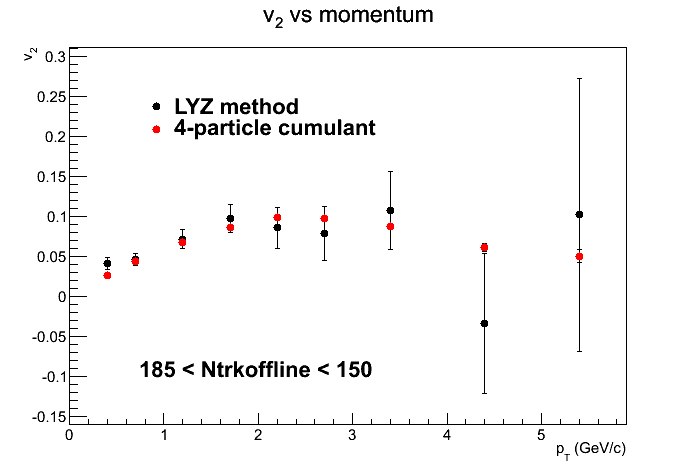 v2 vs momentum
v2
0.3
0.25
0.2
0.15
0.1
0.05
0
-0.05
-0.1
-0.15
LYZ method
4-particle cumulant
185 < Ntrkoffline < 150
0 1 2 3 4 5
pT (GeV/c)